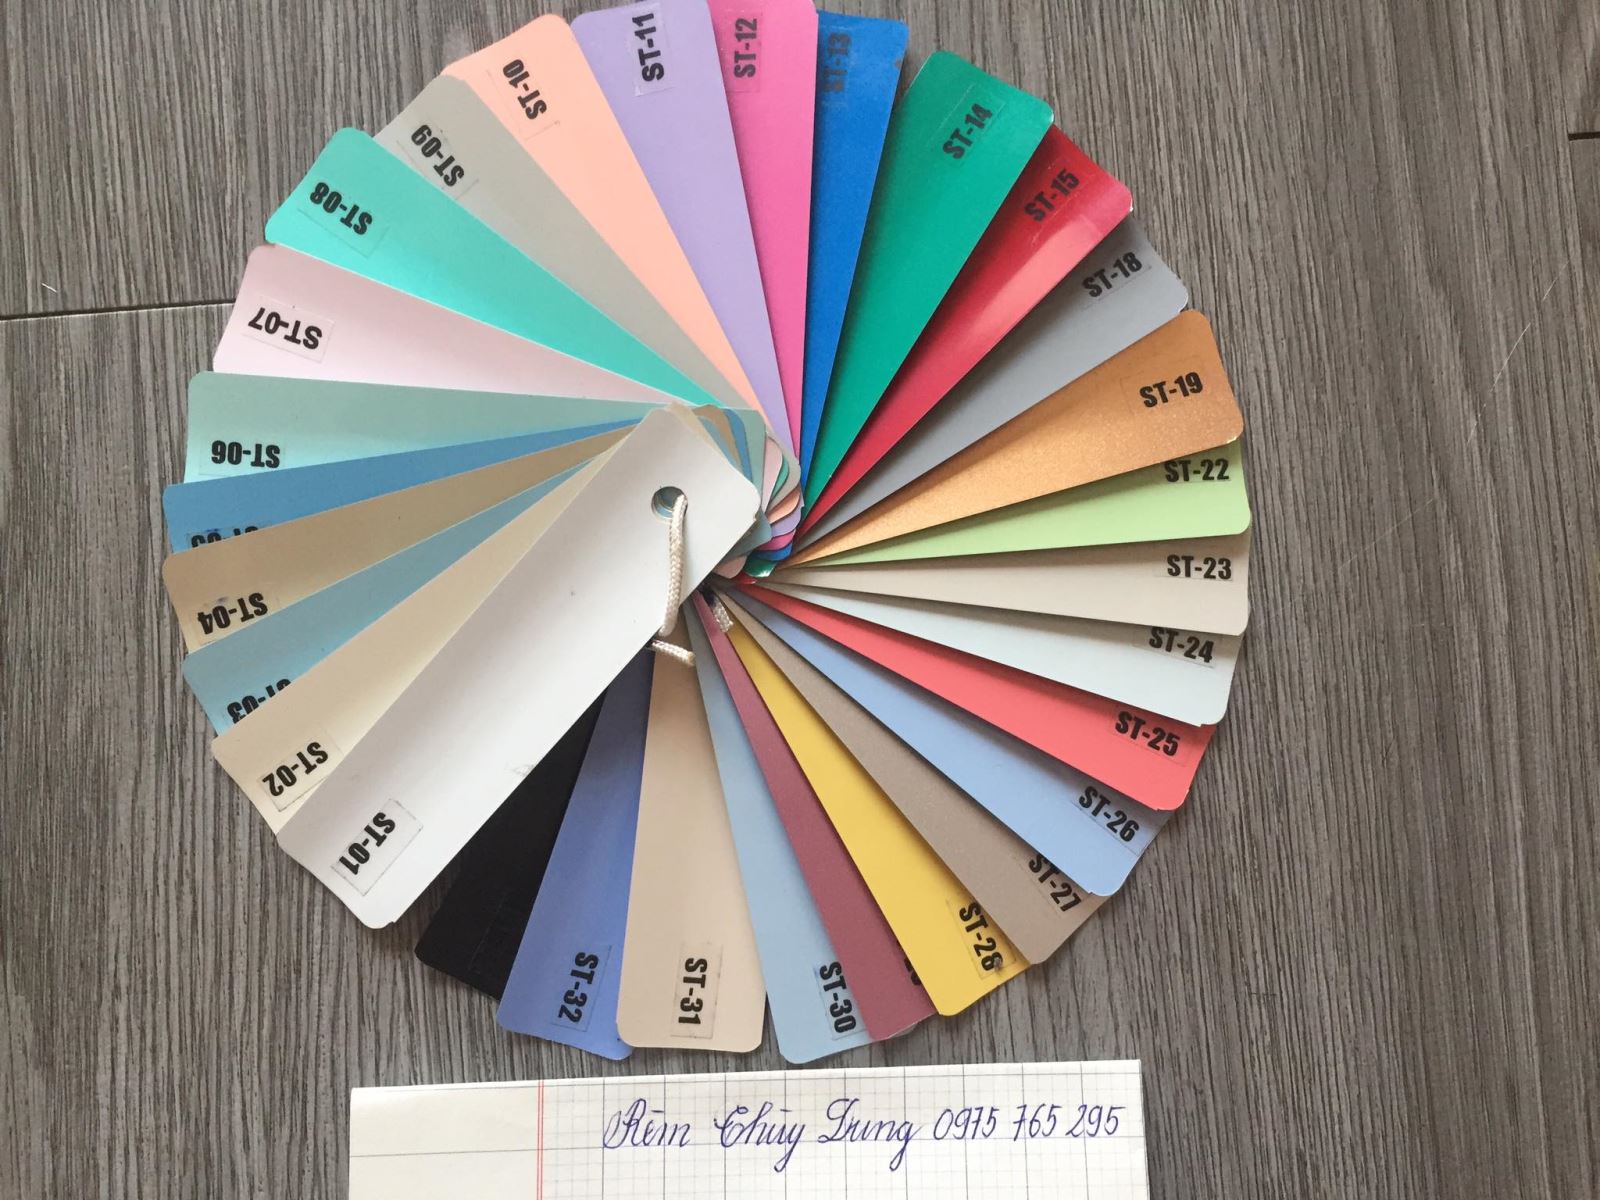 ST-01
ST-02
ST-03
ST-04
ST-06
ST-07
ST-08
ST-09
ST-10
ST-11
ST-12
ST-13
ST-14
ST-15
ST-18
ST-19
ST-22
ST-23
ST-24
ST-25
ST-26
ST-27
ST-28
ST-30
ST-31
ST-32
Rèm Thùy Dung 0975 765 295